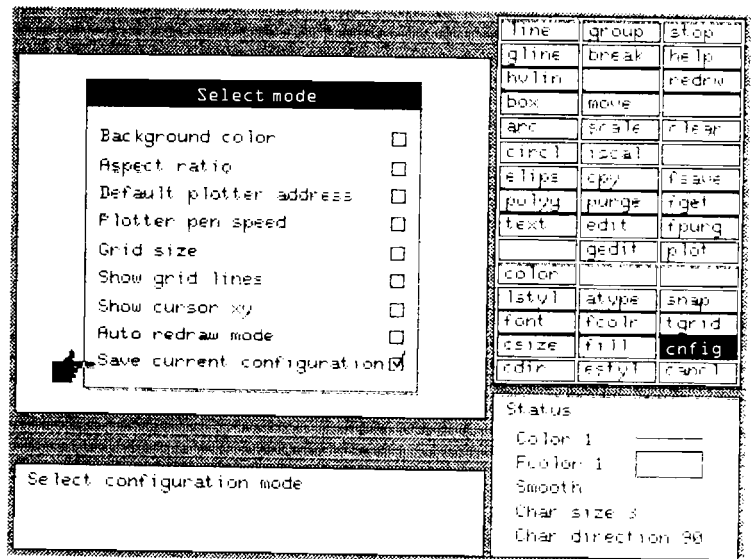 Select mode
Background color
Aspect ratio
Default plotter address
Plotter pen speed
Grid size
Show grid lines
Show cursor xy
Auto redraw mode
Save current configuration
Select configuration mode
line group stop
gline break help
hvlin redrw
box move
arc scale clear
circl iscal
elips cpy fsave
polyg purge fget
text edit fpurg
gedit plot
color
lstyl atype snap
font fcolr tgrid
csize fill cnfig
cdir estyl cancl
Status
Color 1
Fcolor 1
Smooth
Char size 3
Char direction 90